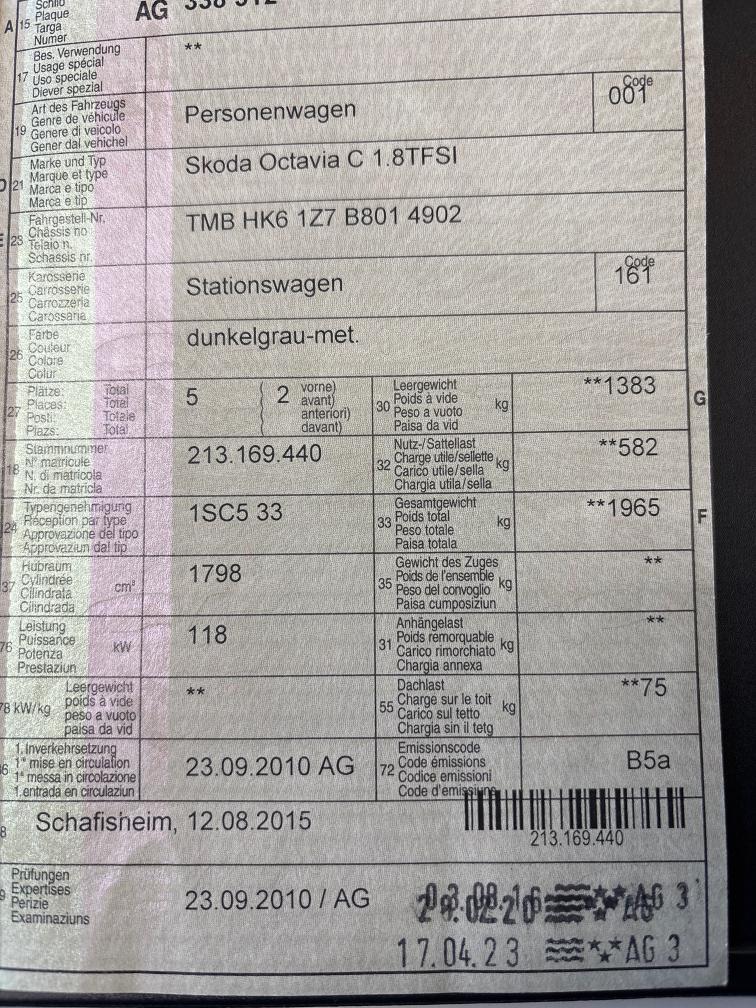 A 15 Schild
Plaque
Targa
Numer
AG
17 Bes. Verwendung
Usage spécial
Uso speciale
Diever spezial
**
19 Art des Fahrzeugs
Genre de véhicule
Genere di veicolo
Gener dal vehichel
Personenwagen
Code
001
D 21 Marke und Typ
Marque et type
Marca e tipo
Marca e tip
Skoda Octavia C 1.8TFSI
E 23 Fahrgestell-Nr.
Châssis no
Telaio n.
Schassis nr.
TMB HK6 1Z7 B801 4902
25 Karosserie
Carrosserie
Carrozzeria
Carossaria
Stationswagen
Code
161
26 Farbe
Couleur
Colore
Colur
dunkelgrau-met.
27 Plätze: Total
Places: Total
Posti: Totale
Plazs: Total
5
2
vorne)
avant)
anteriori)
davant)
30 Leergewicht
Poids à vide
Peso a vuoto
Paisa da vid
kg
**1383
G
18 Stammnummer
N° matricule
N. di matricola
Nr. da matricla
213.169.440
32 Nutz-/Sattellast
Charge utile/sellette
Carico utile/sella
Chargia utila/sella
kg
**582
24 Typengenehmigung
Réception par type
Approvazione del tipo
Approvaziun dal tip
1SC5 33
33 Gesamtgewicht
Poids total
Peso totale
Paisa totala
kg
**1965
F
37 Hubraum
Cylindrée
Cilindrata
Cilindrada
cm³
1798
35 Gewicht des Zuges
Poids de l'ensemble
Peso del convoglio
Paisa cumposiziun
kg
**
76 Leistung
Puissance
Potenza
Prestaziun
kW
118
31 Anhängelast
Poids remorquable
Carico rimorchiato
Chargia annexa
kg
**
78 kW/kg
Leergewicht
poids à vide
peso a vuoto
paisa da vid
**
55 Dachlast
Charge sur le toit
Carico sul tetto
Chargia sin il tetg
kg
**75
36 1. Inverkehrsetzung
1re mise en circulation
1a messa in circolazione
1. entrada en circulaziun
23.09.2010 AG
72 Emissionscode
Code émissions
Codice emissioni
Code d'emissiuns
B5a
8
Schafisheim, 12.08.2015
213.169.440
9 Prüfungen
Expertises
Perizie
Examinaziuns
23.09.2010 / AG
AG 3
17.04.23 AG 3